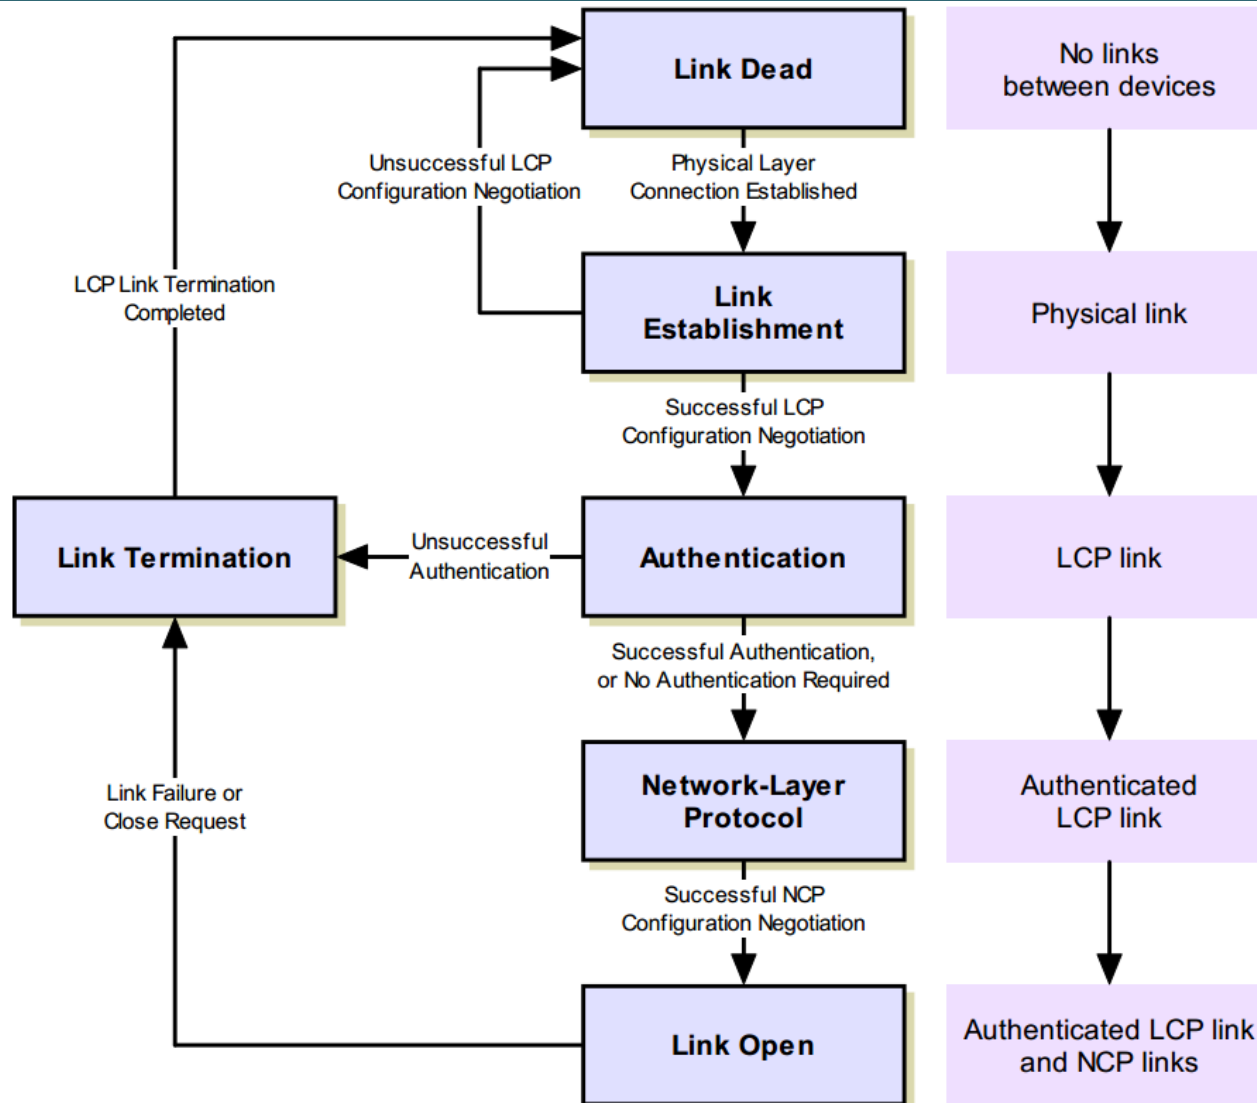 Link Dead
No links
between devices
Unsuccessful LCP
Configuration Negotiation
Physical Layer
Connection Established
LCP Link Termination
Completed
Link
Establishment
Physical link
Successful LCP
Configuration Negotiation
Link Termination
Unsuccessful
Authentication
Authentication
LCP link
Successful Authentication,
or No Authentication Required
Link Failure or
Close Request
Network-Layer
Protocol
Authenticated
LCP link
Successful NCP
Configuration Negotiation
Link Open
Authenticated LCP link
and NCP links